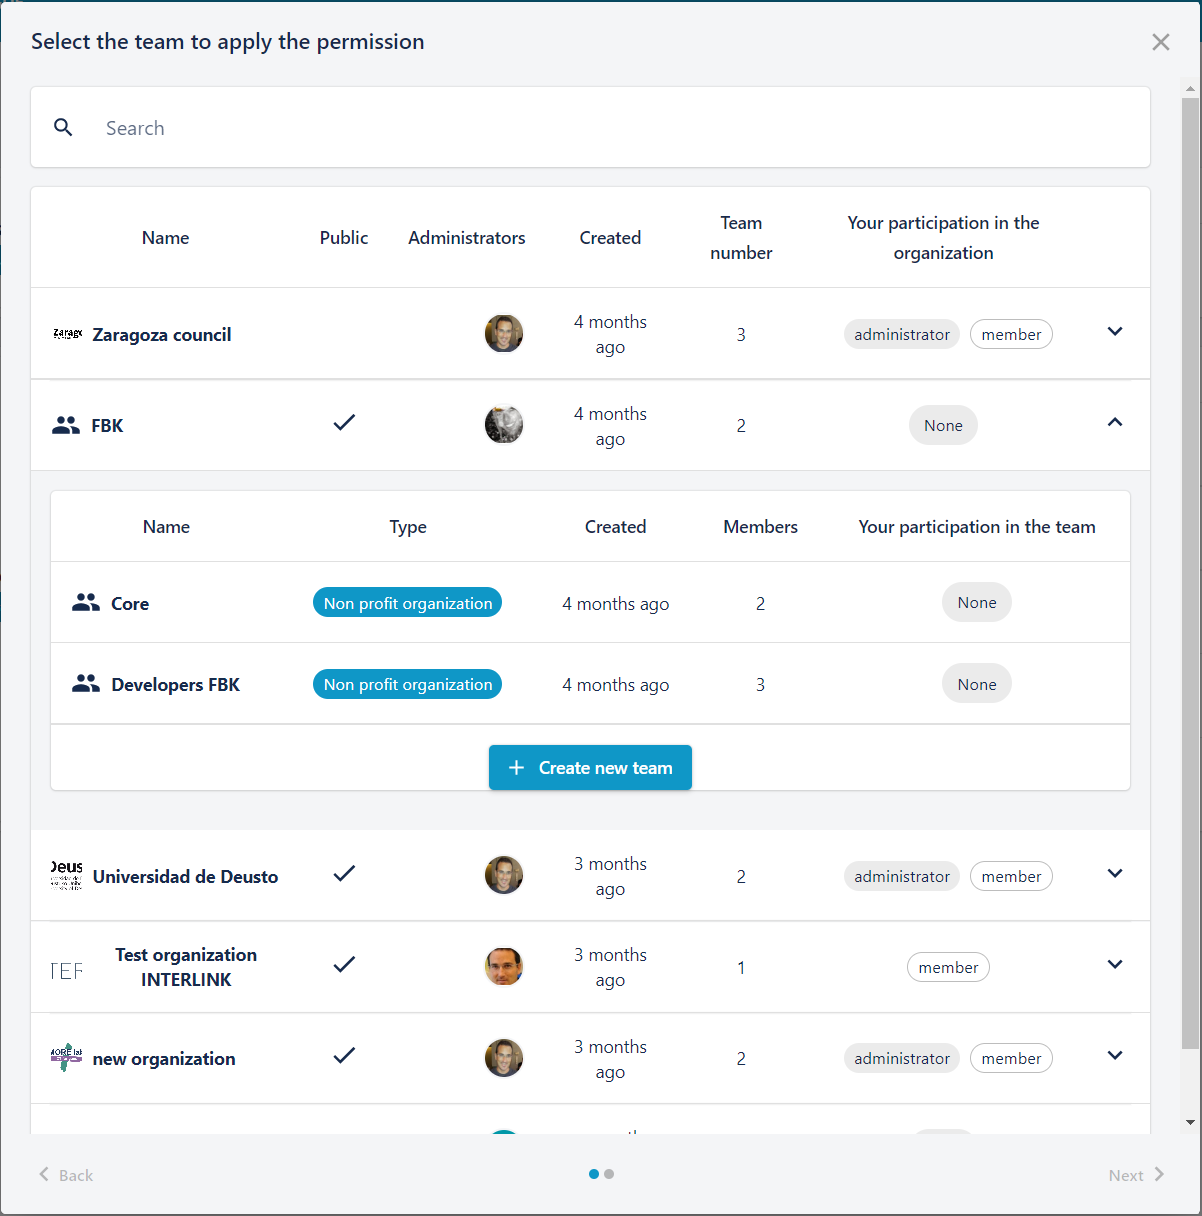 Select the team to apply the permission
Search
Name Public Administrators Created Team number Your participation in the organization
Zaragoza council 4 months ago 3 administrator member
FBK 4 months ago 2 None
Name Type Created Members Your participation in the team
Core Non profit organization 4 months ago 2 None
Developers FBK Non profit organization 4 months ago 3 None
Create new team
Universidad de Deusto 3 months ago 2 administrator member
Test organization INTERLINK 3 months ago 1 member
new organization 3 months ago 2 administrator member
Back Next